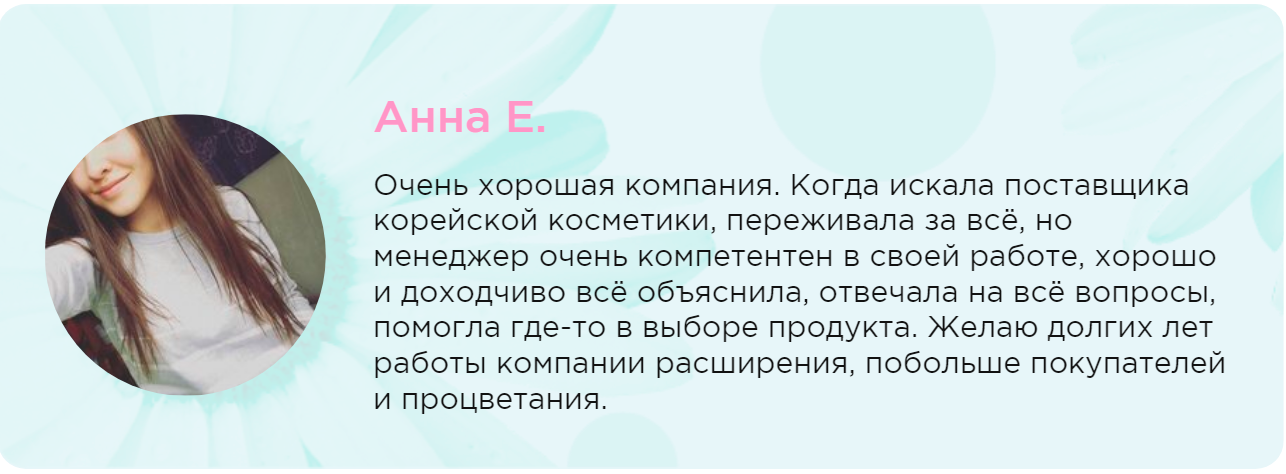 Анна Е.
Очень хорошая компания. Когда искала поставщика
корейской косметики, переживала за всё, но
менеджер очень компетентен в своей работе, хорошо
и доходчиво всё объяснила, отвечала на всё вопросы,
помогла где-то в выборе продукта. Желаю долгих лет
работы компании расширения, побольше покупателей
и процветания.